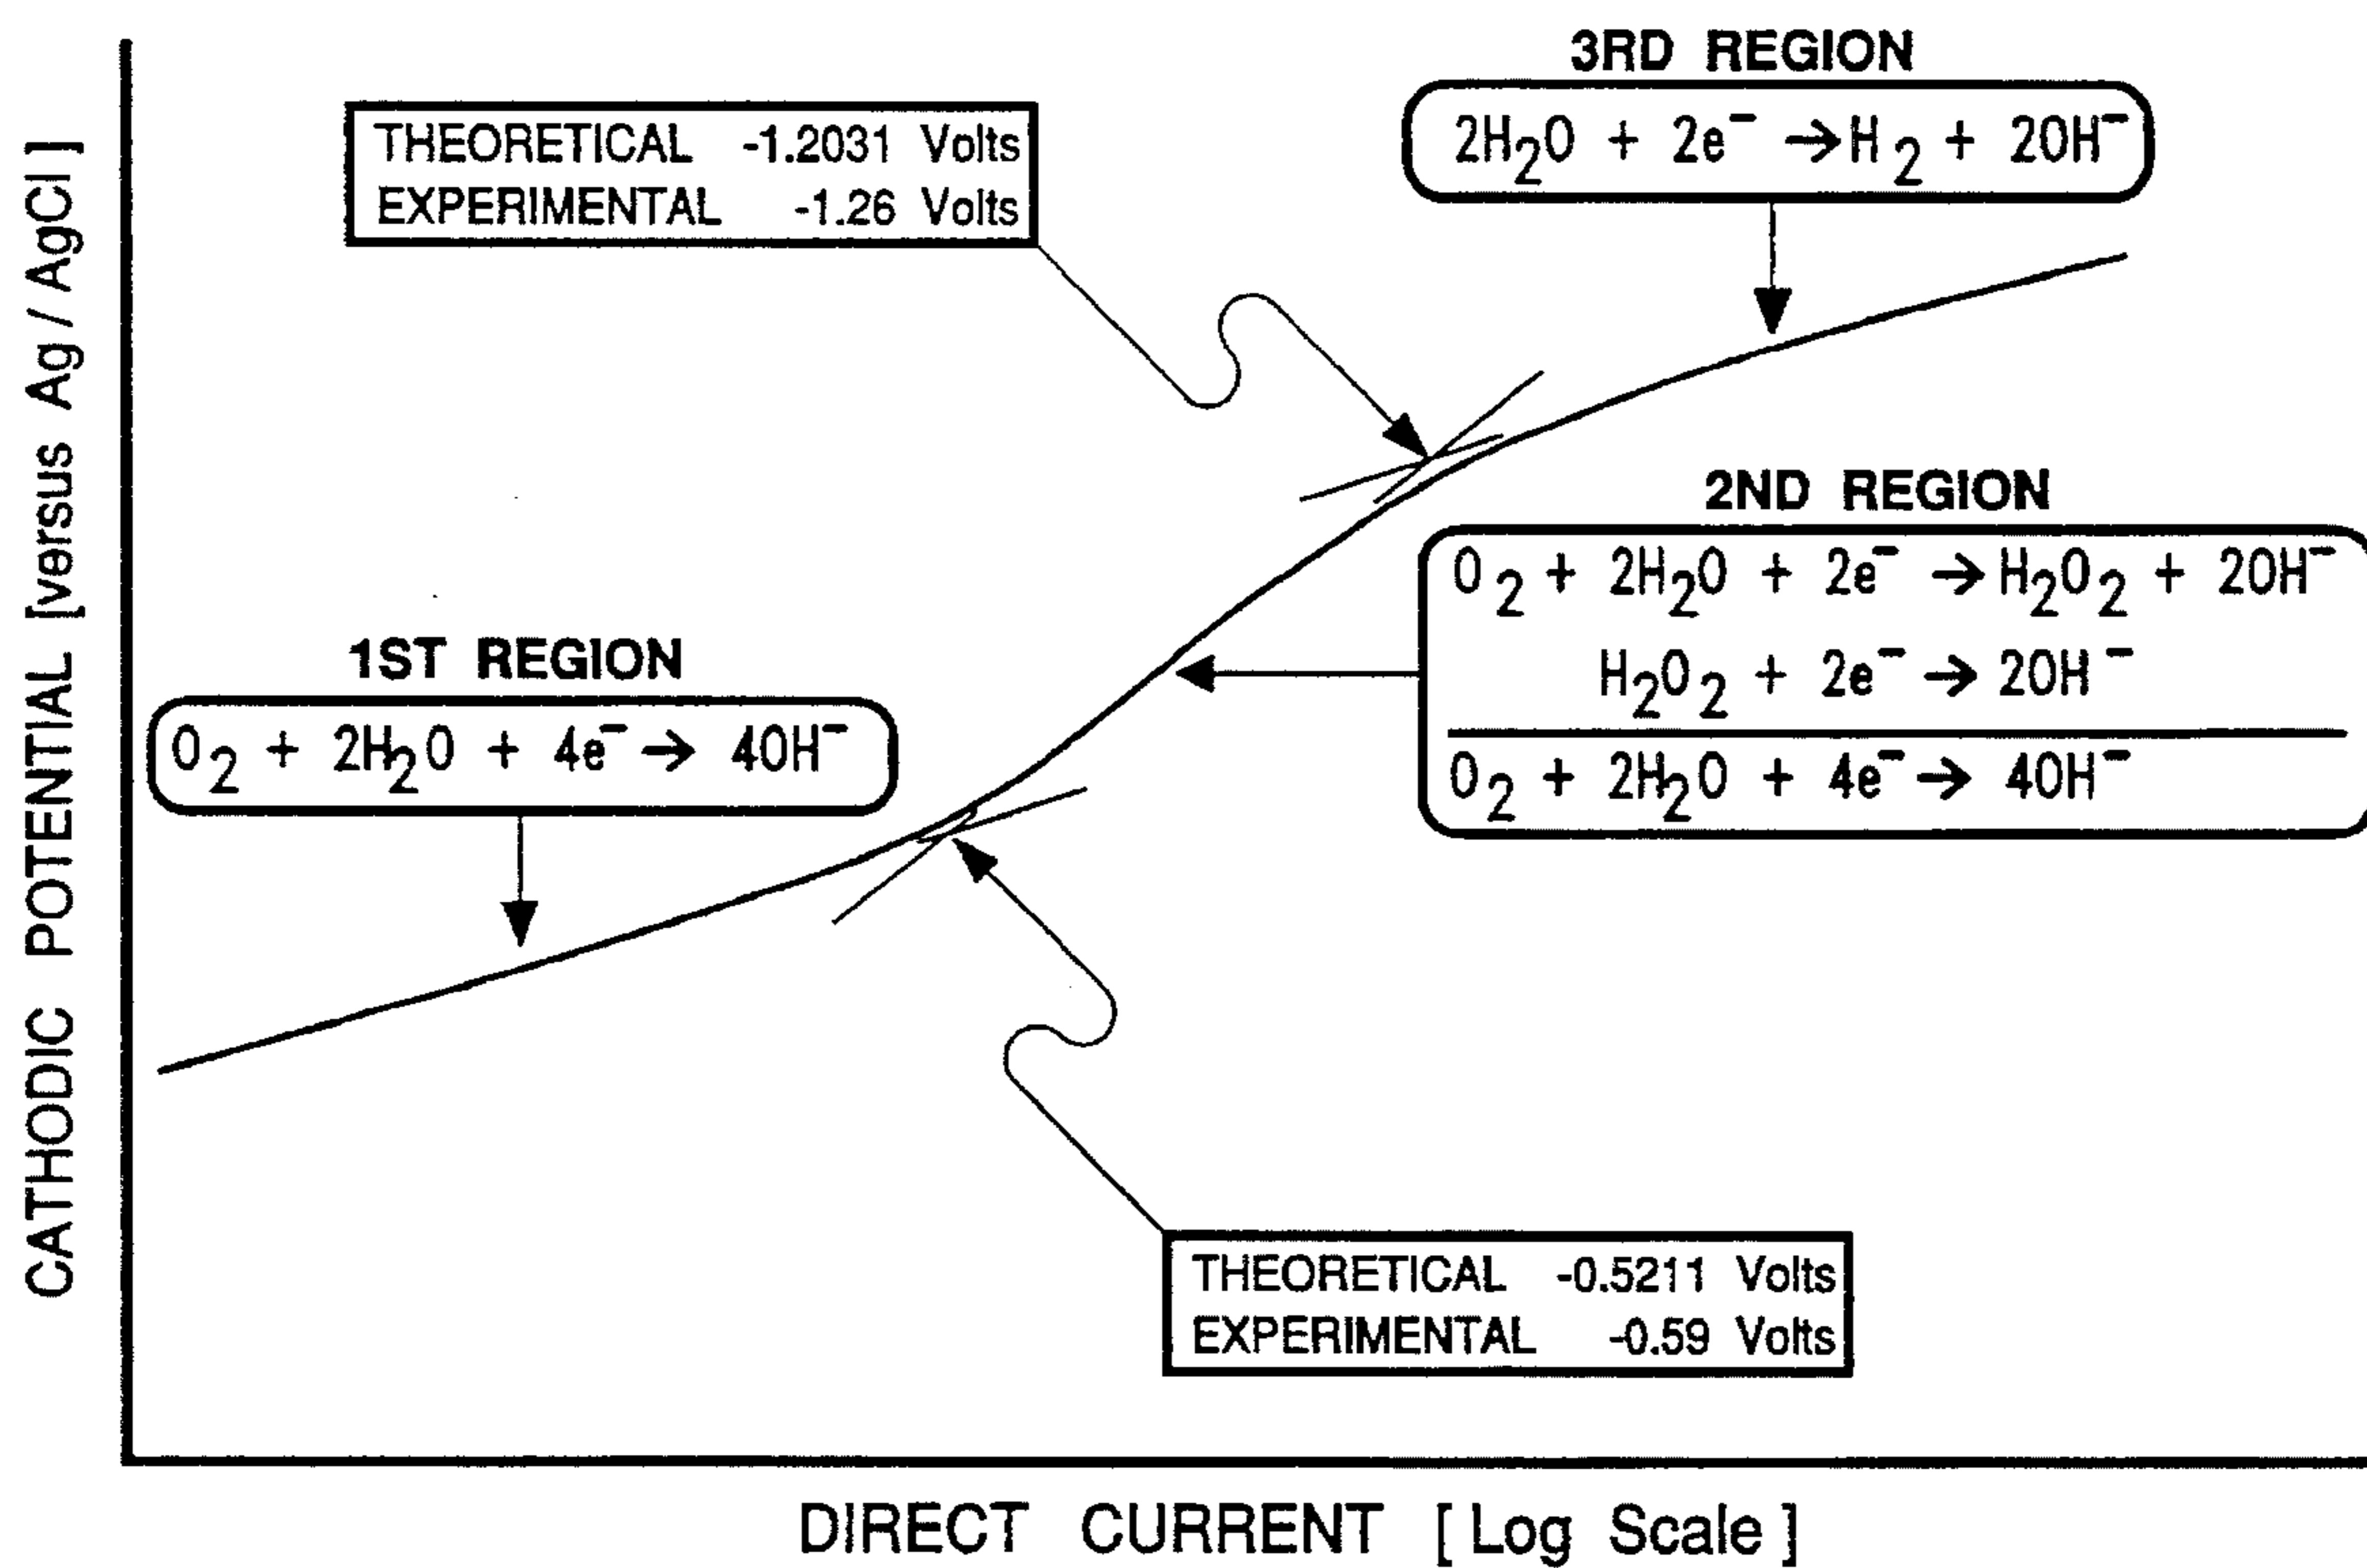 3RD REGION
2H₂O + 2e⁻ → H₂ + 2OH⁻
THEORETICAL -1.2031 Volts
EXPERIMENTAL -1.26 Volts
CATHODIC POTENTIAL [versus Ag / AgCl]
2ND REGION
O₂ + 2H₂O + 2e⁻ → H₂O₂ + 2OH⁻
H₂O₂ + 2e⁻ → 2OH⁻
O₂ + 2H₂O + 4e⁻ → 4OH⁻
1ST REGION
O₂ + 2H₂O + 4e⁻ → 4OH⁻
THEORETICAL -0.5211 Volts
EXPERIMENTAL -0.59 Volts
DIRECT CURRENT [ Log Scale ]